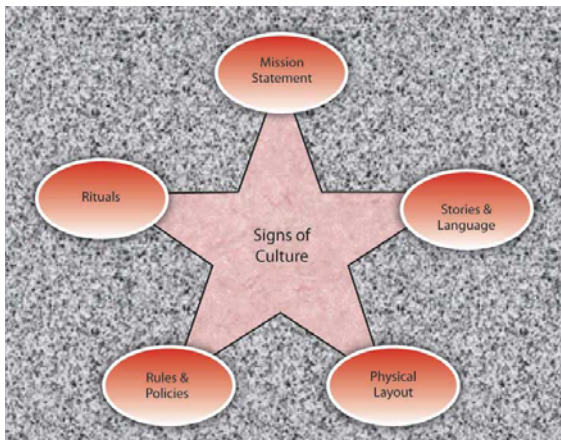 Mission
Statement
Rituals
Stories &
Language
Signs of
Culture
Rules &
Policies
Physical
Layout